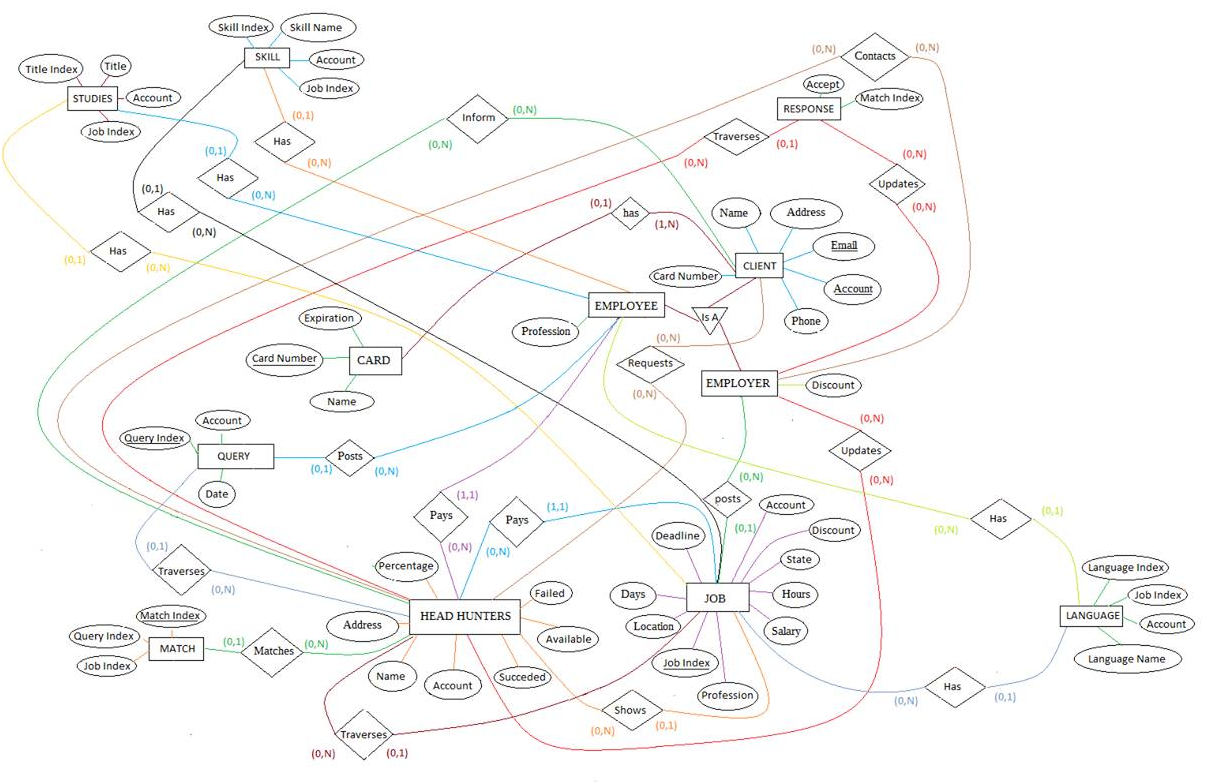 Skill Index
Skill Name
(0,N)
Contacts
(0,N)
SKILL
Account
Title Index
Title
Job Index
Accept
STUDIES
Account
RESPONSE
Match Index
Job Index
(0,1)
Inform
(0,N)
Has
(0,N)
Traverses
(0,1)
(0,1)
(0,N)
(0,N)
(0,N)
Has
(0,1)
(0,N)
Updates
(0,N)
Has
(0,N)
(0,1)
has
(1,N)
Name
Address
Email
Has
(0,1)
(0,N)
CLIENT
Card Number
Account
Phone
EMPLOYEE
Is A
Profession
Expiration
Card Number
CARD
Name
(0,N)
Requests
(0,N)
EMPLOYER
Discount
Account
Query Index
QUERY
Date
(0,1)
Posts
(0,N)
(0,N)
Updates
(0,N)
(0,N)
posts
(0,1)
(1,1)
Pays
(0,N)
Pays
(1,1)
(0,N)
Account
Discount
Deadline
State
Hours
Days
JOB
Location
Salary
Job Index
Profession
(0,N)
Has
(0,1)
Language Index
Job Index
LANGUAGE
Account
Language Name
(0,1)
Traverses
(0,N)
Percentage
Failed
HEAD HUNTERS
Address
Available
Name
Account
Succeded
Match Index
Query Index
MATCH
Job Index
(0,1)
Matches
(0,N)
(0,N)
Has
(0,1)
(0,N)
Shows
(0,1)
Traverses
(0,N)
(0,1)